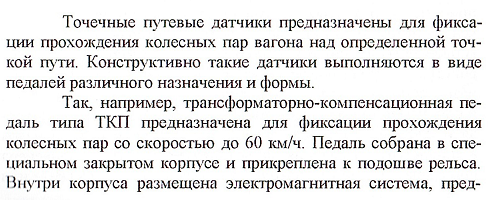 Точечные путевые датчики предназначены для фикса-
ции прохождения колесных пар вагона над определенной точ-
кой пути. Конструктивно такие датчики выполняются в виде
педалей различного назначения и формы.
Так, например, трансформаторно-компенсационная пе-
даль типа ТКП предназначена для фиксации прохождения
колесных пар со скоростью до 60 км/ч. Педаль собрана в спе-
циальном закрытом корпусе и прикреплена к подошве рельса.
Внутри корпуса размещена электромагнитная система, пред-